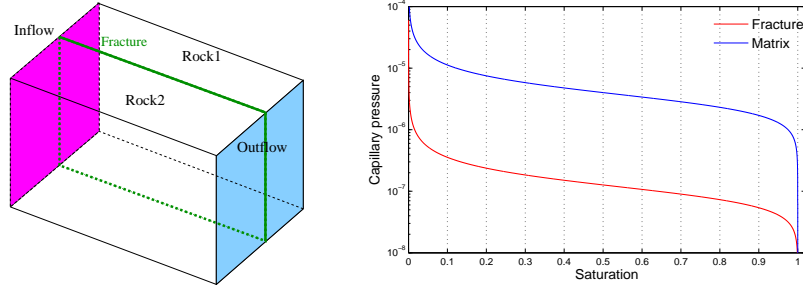 Inflow
Fracture
Rock1
Rock2
Outflow
Capillary pressure
10⁻⁴
10⁻⁵
10⁻⁶
10⁻⁷
10⁻⁸
Fracture
Matrix
0 0.1 0.2 0.3 0.4 0.5 0.6 0.7 0.8 0.9 1
Saturation